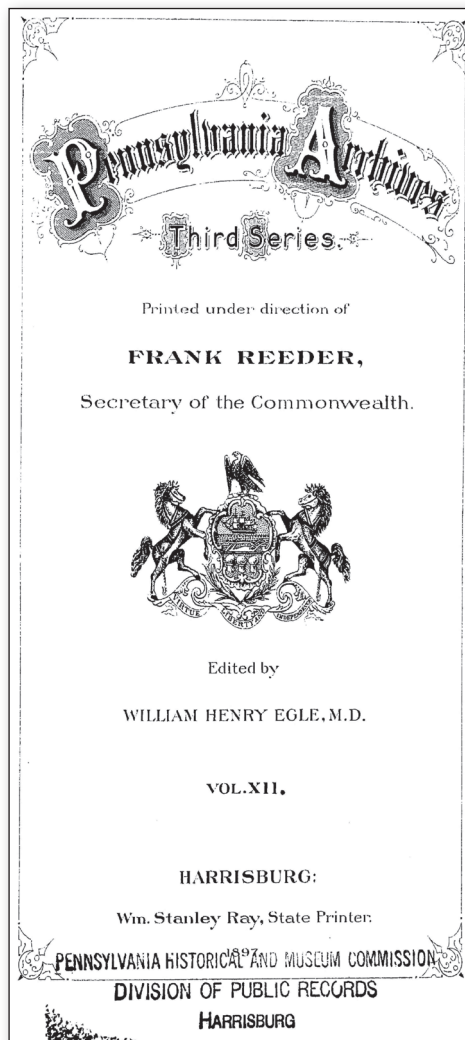 Pennsylvania Archives
Third Series.
Printed under direction of
FRANK REEDER,
Secretary of the Commonwealth.
VIRTUE LIBERTY AND INDEPENDENCE
Edited by
WILLIAM HENRY EGLE, M.D.
VOL. XII.
HARRISBURG:
Wm. Stanley Ray, State Printer.
1897
PENNSYLVANIA HISTORICAL AND MUSEUM COMMISSION
DIVISION OF PUBLIC RECORDS
HARRISBURG